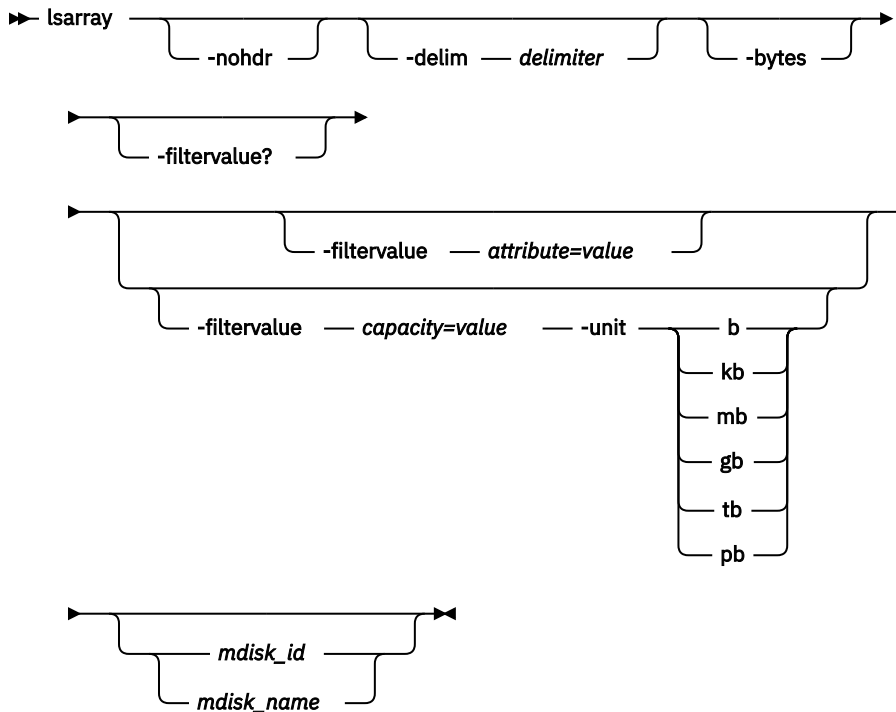 lsarray
-nohdr -delim delimiter -bytes
-filtervalue?
-filtervalue attribute=value
-filtervalue capacity=value -unit b
kb
mb
gb
tb
pb
mdisk_id
mdisk_name